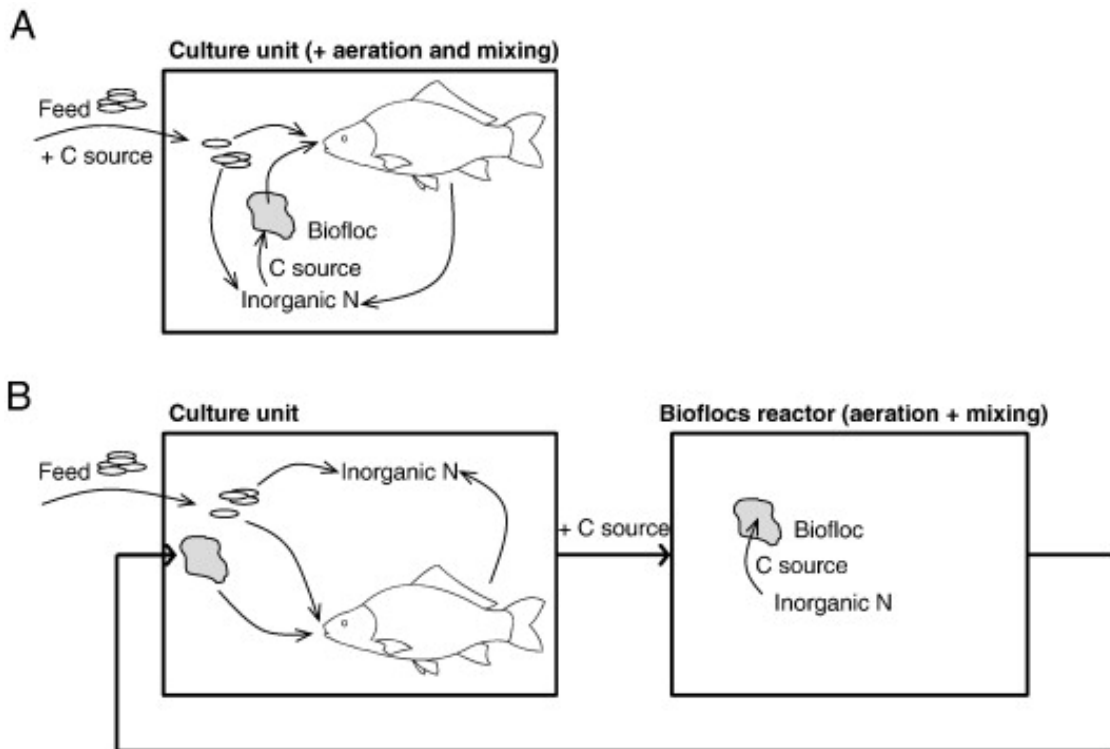 A
Culture unit (+ aeration and mixing)
Feed
+ C source
Biofloc
C source
Inorganic N
B
Culture unit
Bioflocs reactor (aeration + mixing)
Feed
Inorganic N
+ C source
Biofloc
C source
Inorganic N